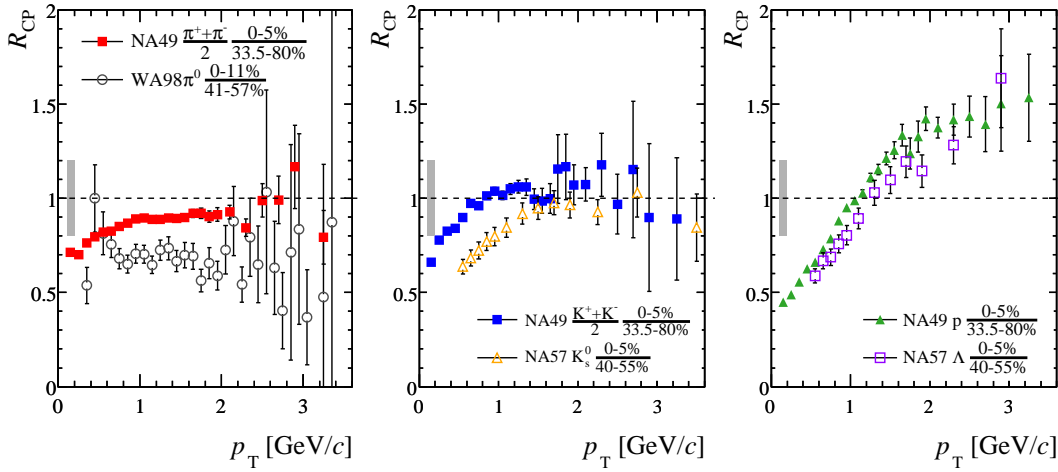 R_CP
2
1.5
1
0.5
0
NA49 π⁺+π⁻/2 0-5%/33.5-80%
WA98π⁰ 0-11%/41-57%
0 1 2 3
p_T [GeV/c]
R_CP
2
1.5
1
0.5
0
NA49 K⁺+K⁻/2 0-5%/33.5-80%
NA57 K⁰_s 0-5%/40-55%
0 1 2 3
p_T [GeV/c]
R_CP
2
1.5
1
0.5
0
NA49 p 0-5%/33.5-80%
NA57 Λ 0-5%/40-55%
0 1 2 3
p_T [GeV/c]